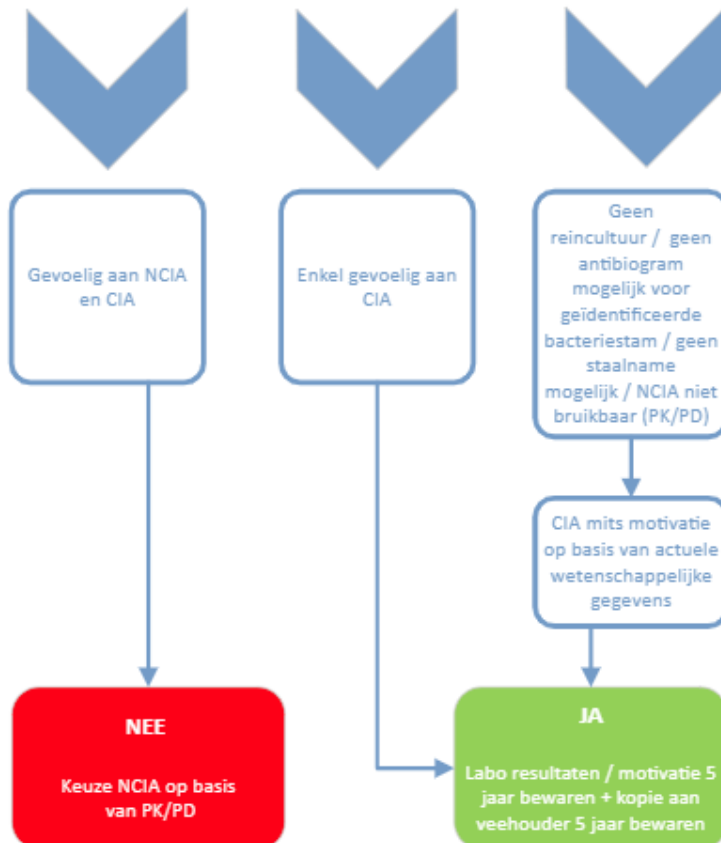 Gevoelig aan NCIA
en CIA
Enkel gevoelig aan
CIA
Geen
reincultuur / geen
antibiogram
mogelijk voor
geïdentificeerde
bacteriestam / geen
staalname
mogelijk / NCIA niet
bruikbaar (PK/PD)
CIA mits motivatie
op basis van actuele
wetenschappelijke
gegevens
NEE
Keuze NCIA op basis
van PK/PD
JA
Labo resultaten / motivatie 5
jaar bewaren + kopie aan
veehouder 5 jaar bewaren